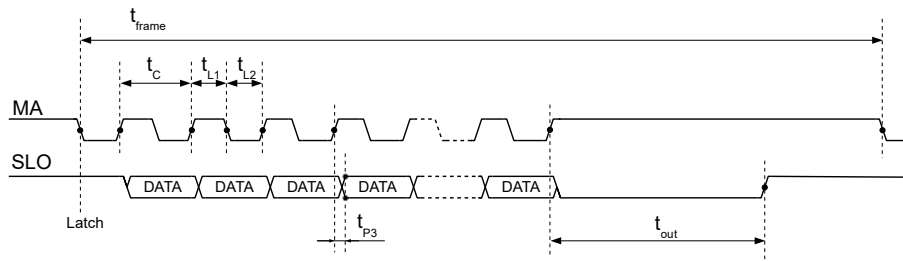 tframe
tC tL1 tL2
MA
SLO
DATA DATA DATA DATA DATA
Latch
tP3
tout